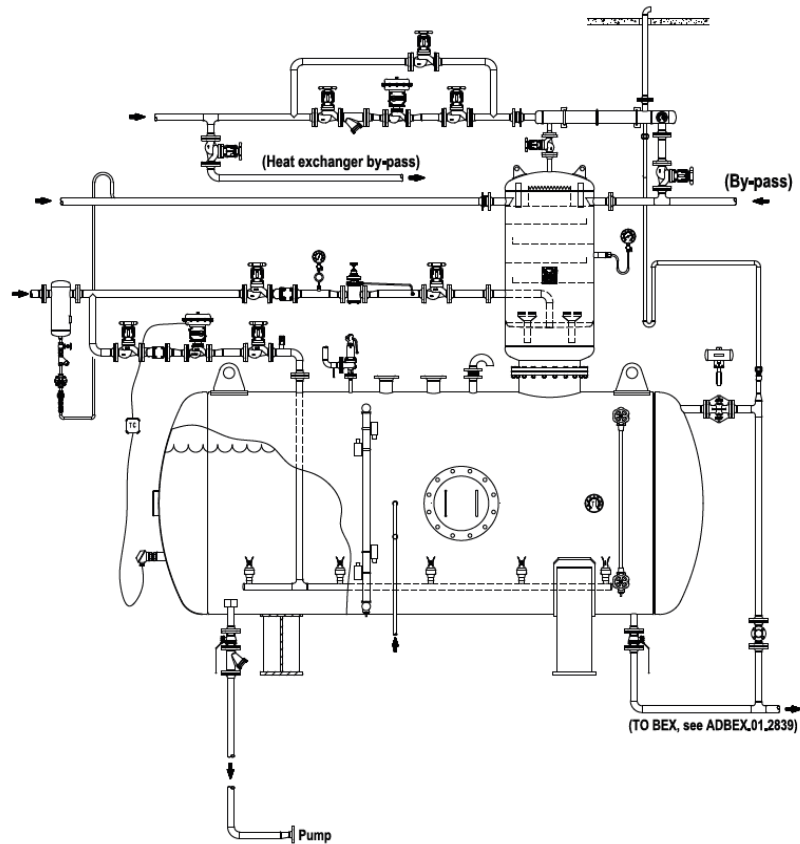 (Heat exchanger by-pass)
(By-pass)
TC
(TO BEX, see ADBEX.01.2839)
Pump